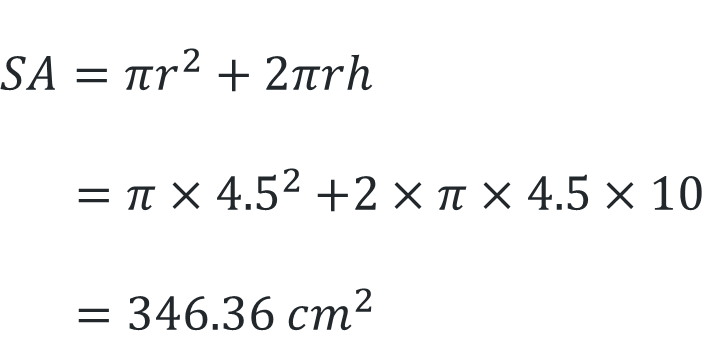 SA = πr² + 2πrh
= π × 4.5² +2 × π × 4.5 × 10
= 346.36 cm²